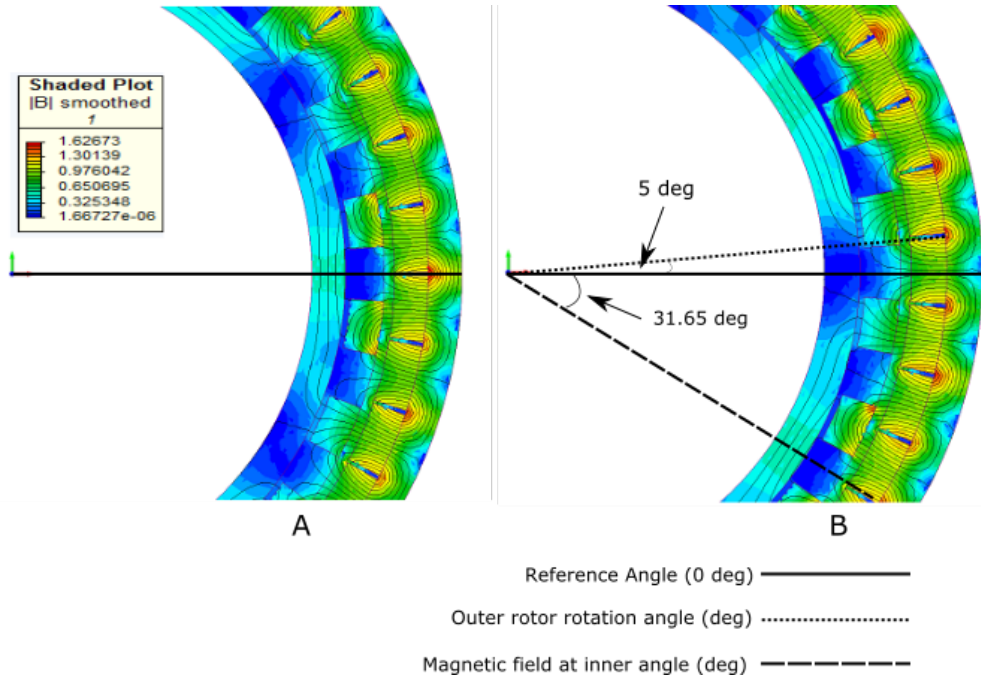 Shaded Plot
|B| smoothed
1
1.62673
1.30139
0.976042
0.650695
0.325348
1.66727e-06
5 deg
31.65 deg
A
B
Reference Angle (0 deg)
Outer rotor rotation angle (deg)
Magnetic field at inner angle (deg)